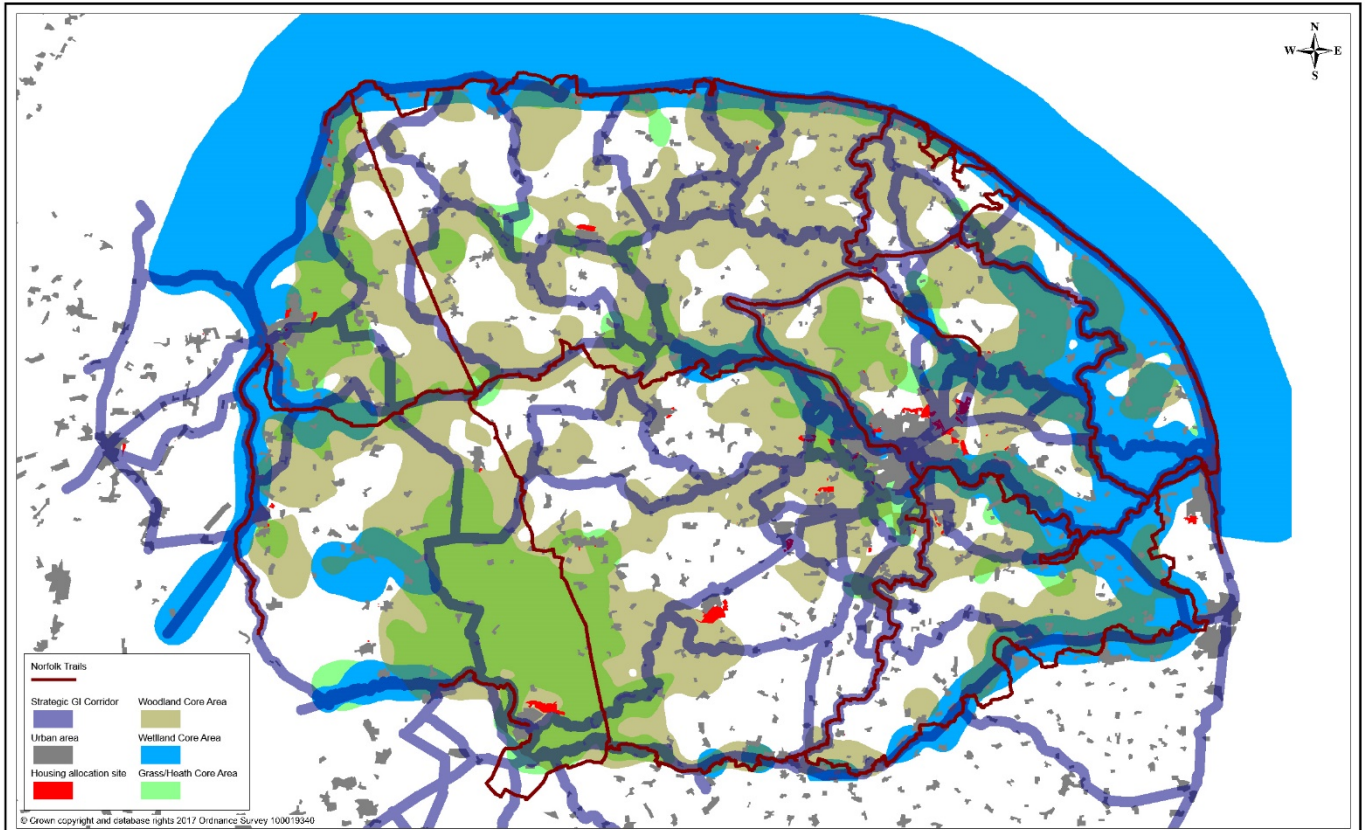 N
W E
S
Norfolk Trails
Strategic GI Corridor
Woodland Core Area
Urban area
Wetland Core Area
Housing allocation site
Grass/Heath Core Area
© Crown copyright and database rights 2017 Ordnance Survey 100019340